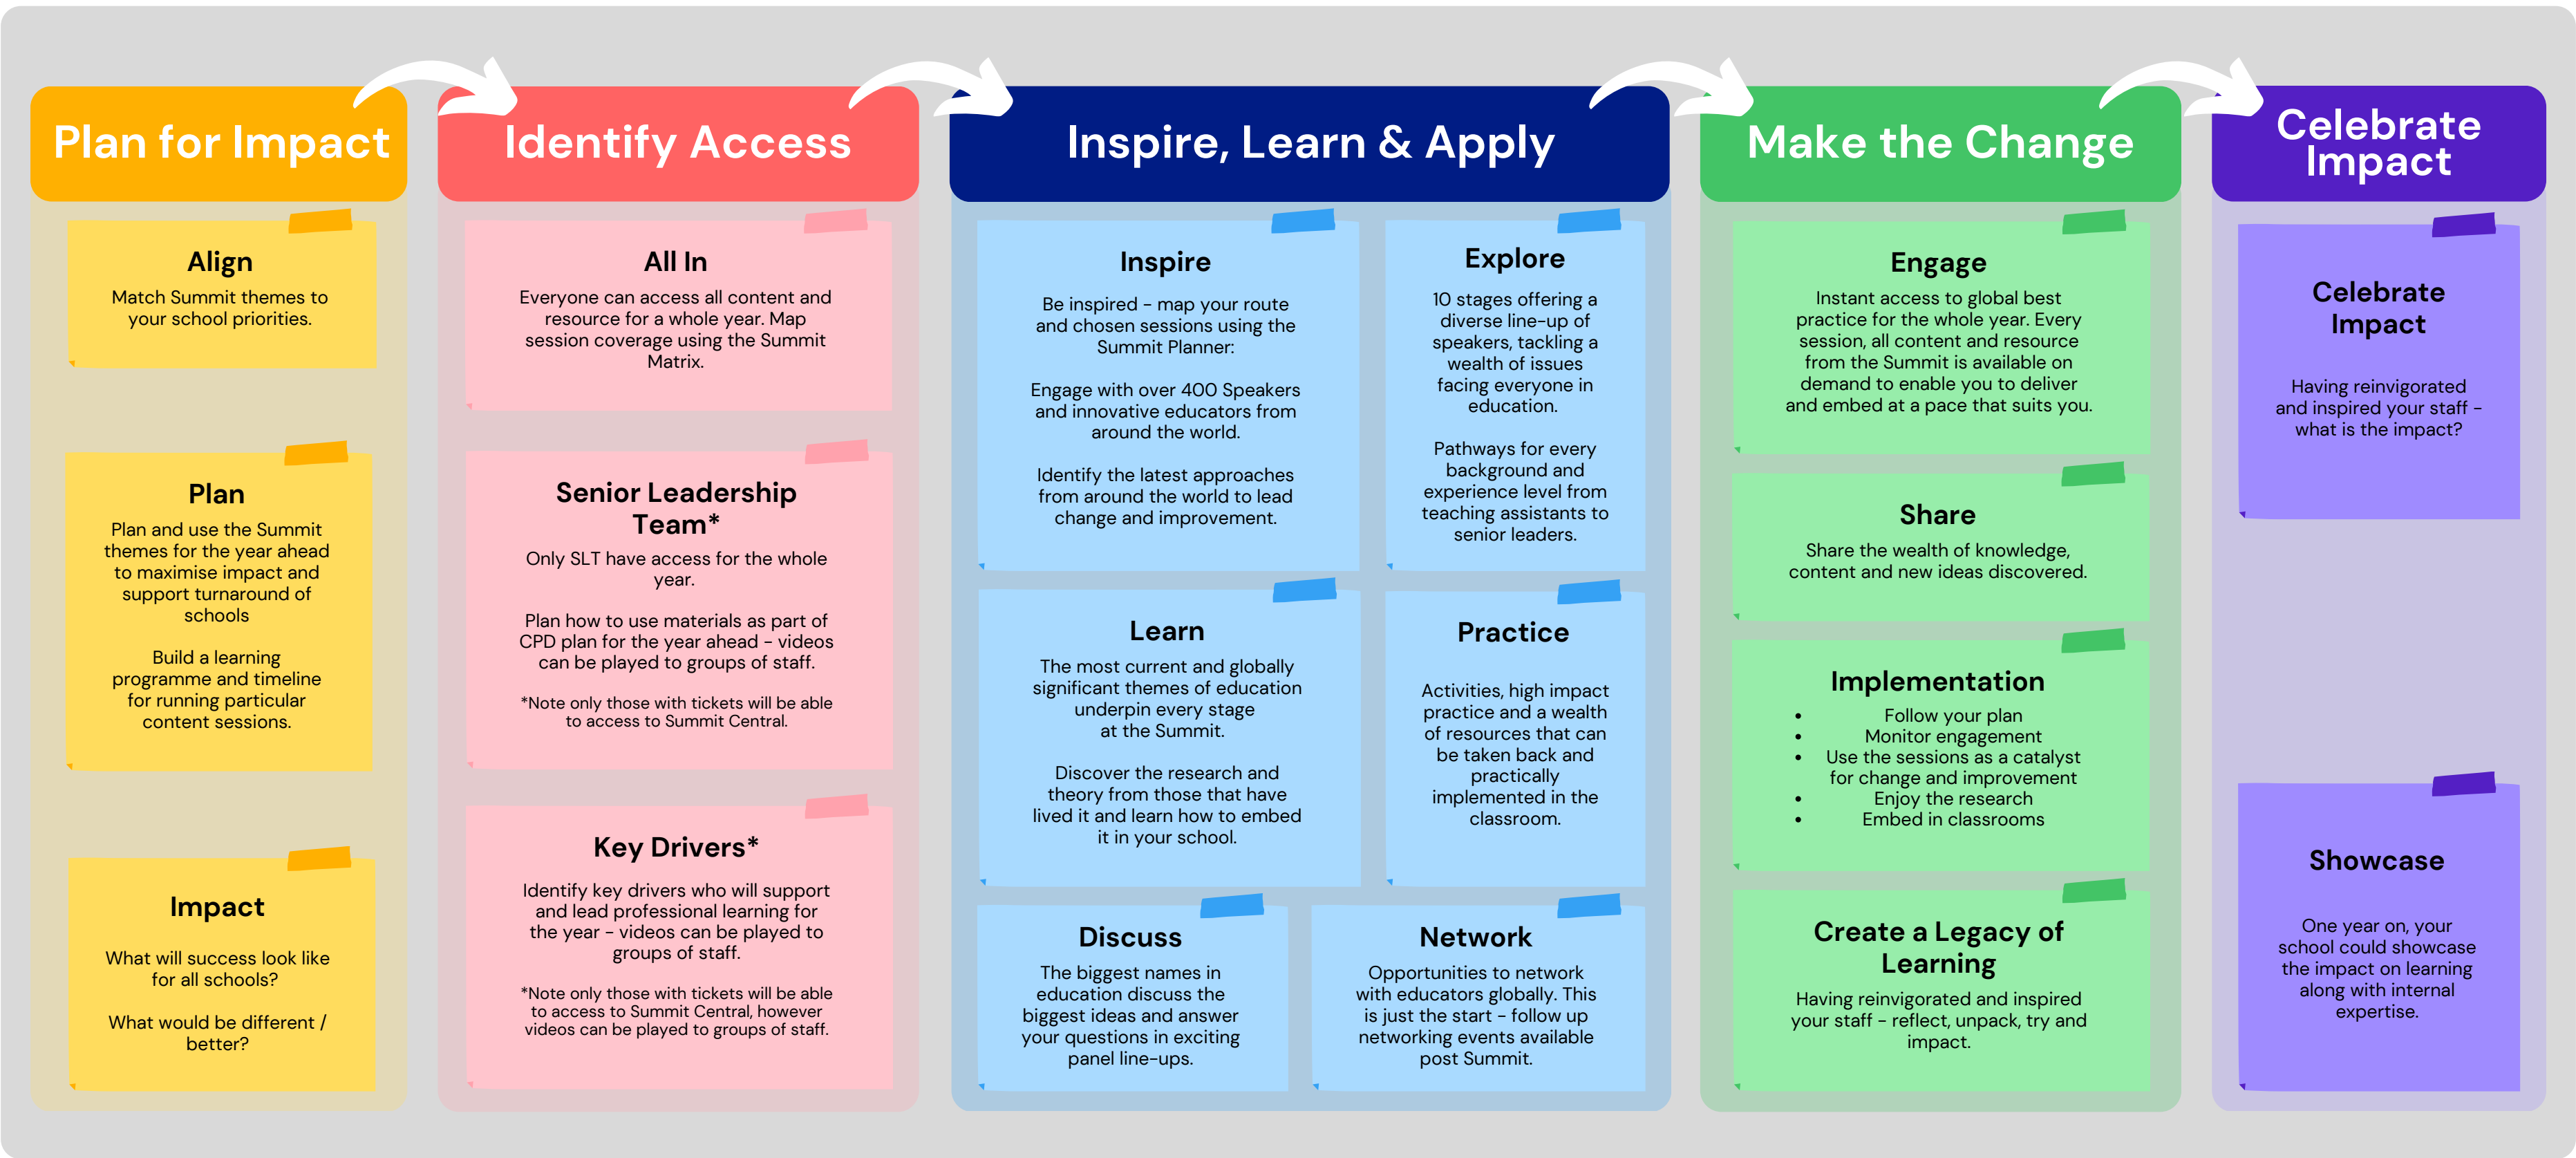 Plan for Impact
Align
Match Summit themes to
your school priorities.
Plan
Plan and use the Summit
themes for the year ahead
to maximise impact and
support turnaround of
schools
Build a learning
programme and timeline
for running particular
content sessions.
Impact
What will success look like
for all schools?
What would be different /
better?
Identify Access
All In
Everyone can access all content and
resource for a whole year. Map
session coverage using the Summit
Matrix.
Senior Leadership
Team*
Only SLT have access for the whole
year.
Plan how to use materials as part of
CPD plan for the year ahead - videos
can be played to groups of staff.
*Note only those with tickets will be able
to access to Summit Central.
Key Drivers*
Identify key drivers who will support
and lead professional learning for
the year - videos can be played to
groups of staff.
*Note only those with tickets will be able
to access to Summit Central, however
videos can be played to groups of staff.
Inspire, Learn & Apply
Inspire
Be inspired - map your route
and chosen sessions using the
Summit Planner:
Engage with over 400 Speakers
and innovative educators from
around the world.
Identify the latest approaches
from around the world to lead
change and improvement.
Explore
10 stages offering a
diverse line-up of
speakers, tackling a
wealth of issues
facing everyone in
education.
Pathways for every
background and
experience level from
teaching assistants to
senior leaders.
Learn
The most current and globally
significant themes of education
underpin every stage
at the Summit.
Discover the research and
theory from those that have
lived it and learn how to embed
it in your school.
Practice
Activities, high impact
practice and a wealth
of resources that can
be taken back and
practically
implemented in the
classroom.
Discuss
The biggest names in
education discuss the
biggest ideas and answer
your questions in exciting
panel line-ups.
Network
Opportunities to network
with educators globally. This
is just the start - follow up
networking events available
post Summit.
Make the Change
Engage
Instant access to global best
practice for the whole year. Every
session, all content and resource
from the Summit is available on
demand to enable you to deliver
and embed at a pace that suits you.
Share
Share the wealth of knowledge,
content and new ideas discovered.
Implementation
• Follow your plan
• Monitor engagement
• Use the sessions as a catalyst
for change and improvement
• Enjoy the research
• Embed in classrooms
Create a Legacy of
Learning
Having reinvigorated and inspired
your staff - reflect, unpack, try and
impact.
Celebrate
Impact
Celebrate
Impact
Having reinvigorated
and inspired your staff -
what is the impact?
Showcase
One year on, your
school could showcase
the impact on learning
along with internal
expertise.